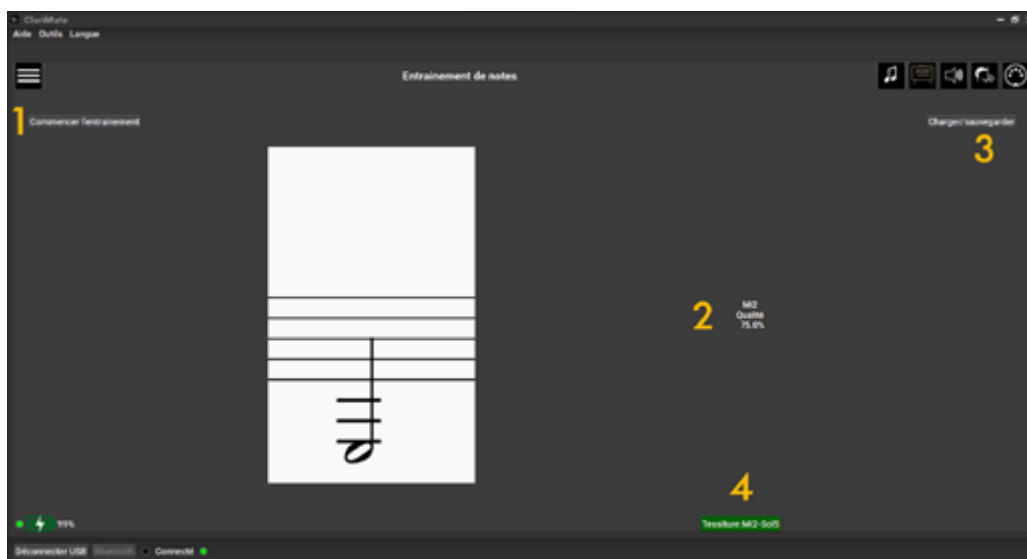 ClariMate
Aide Outils Langue
Entrainement de notes
1 Commencer l'entrainement
Charger/sauvegarder
3
2
Mi2
Qualité
75.0%
4
99%
Tessiture:Mi2-Sol5
Déconnecter USB Bluetooth Connecté